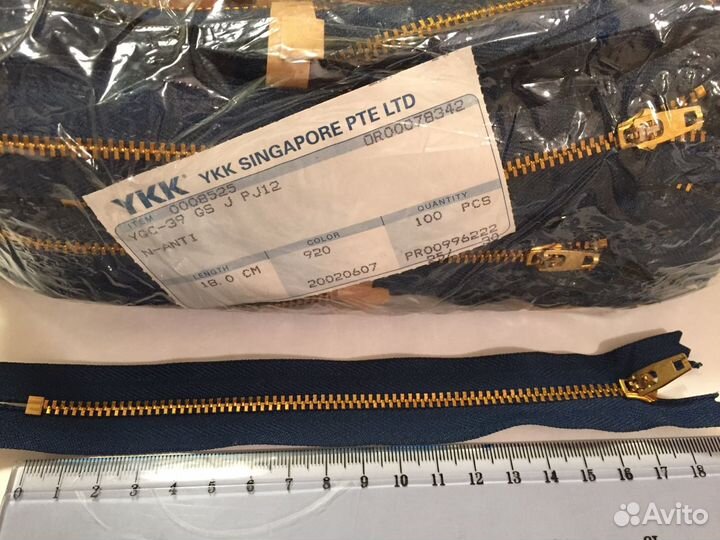 YKK YKK SINGAPORE PTE LTD
ITEM 0008525 OR00078342
YGC-39 GS J PJ12
N-ANTI
COLOR QUANTITY
920 100 PCS
LENGTH
18.0 CM 20020607 PR00996222
0 1 2 3 4 5 6 7 8 9 10 11 12 13 14 15 16 17 18
Avito